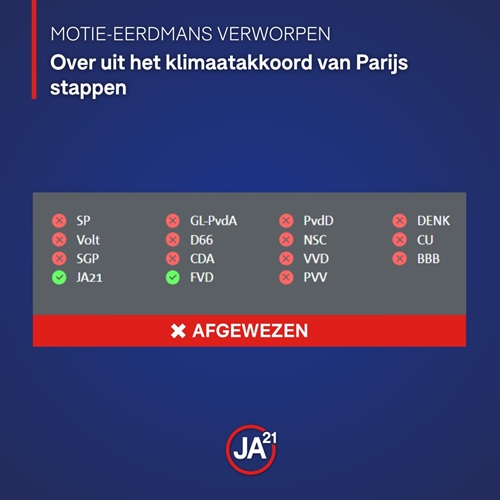 MOTIE-EERDMANS VERWORPEN
Over uit het klimaatakkoord van Parijs
stappen
SP GL-PvdA PvdD DENK
Volt D66 NSC CU
SGP CDA VVD BBB
JA21 FVD PVV
AFGEWEZEN
JA21